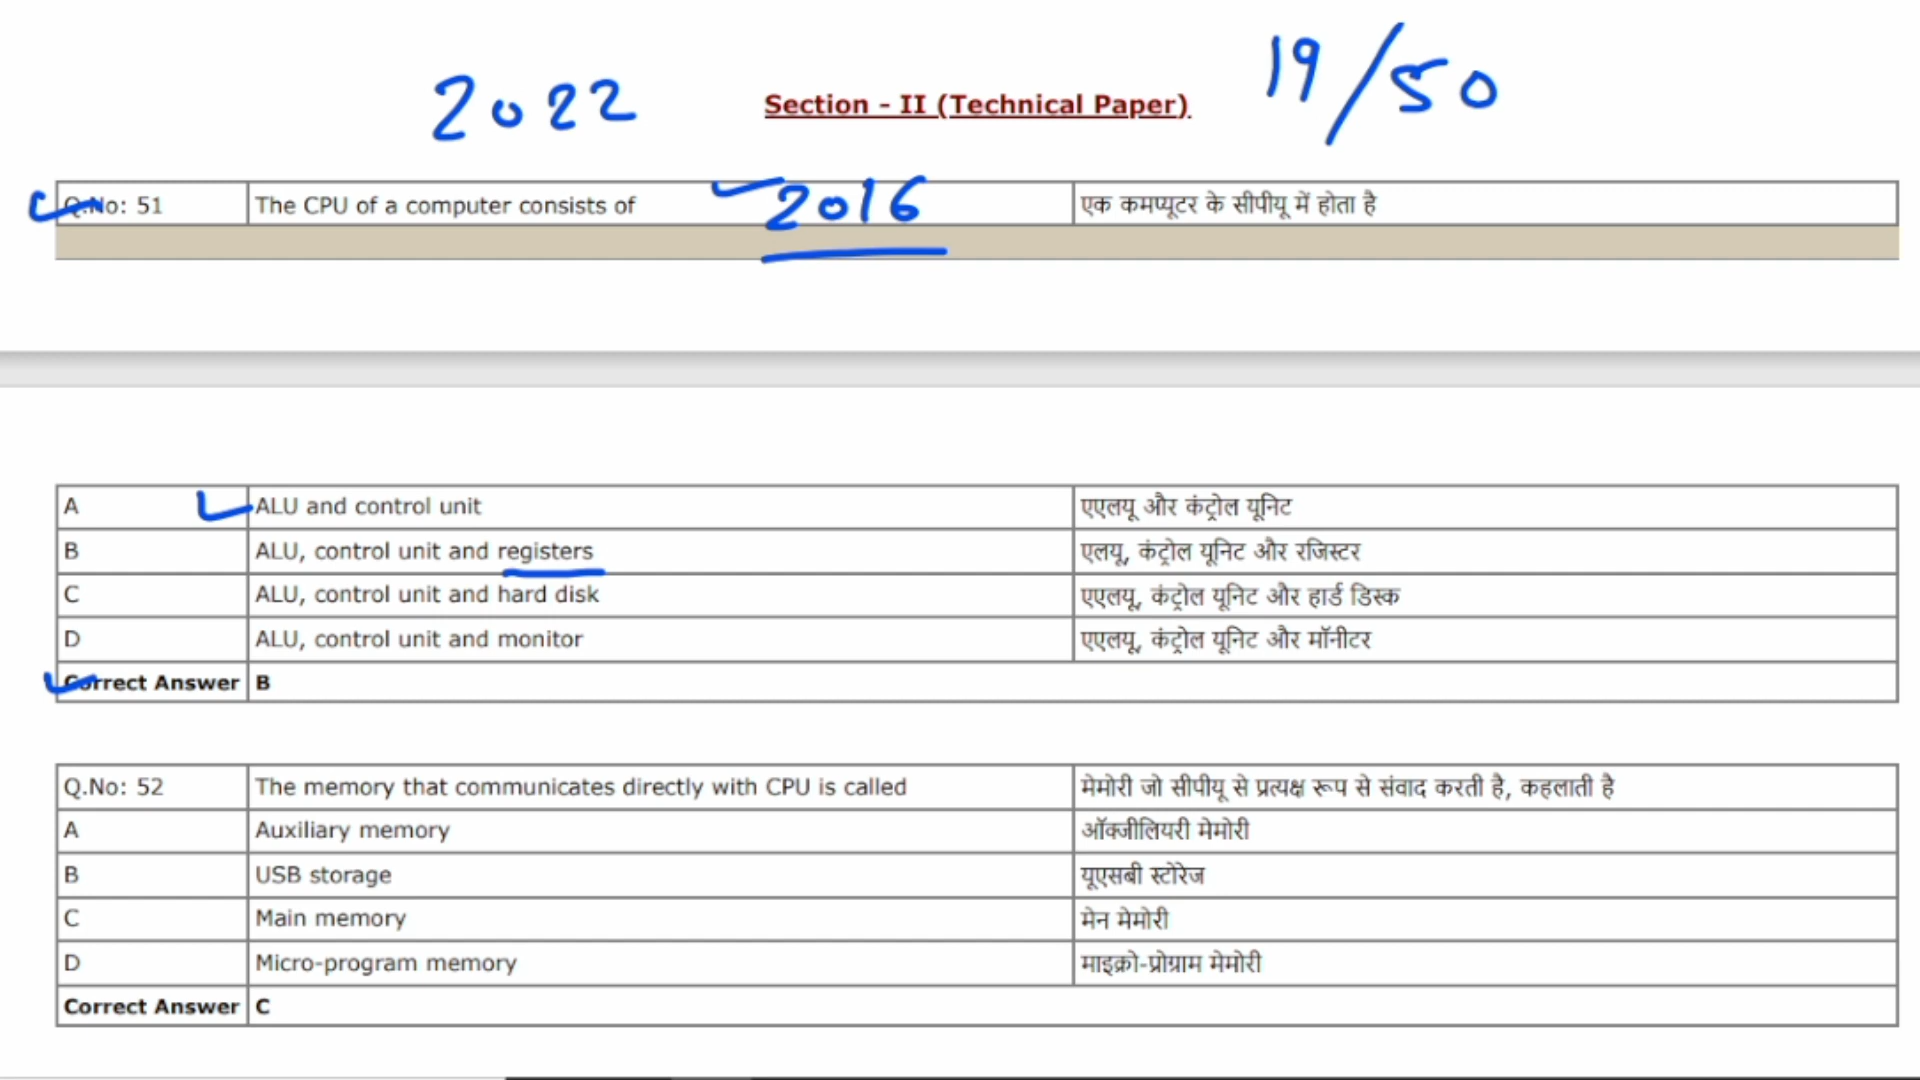 2022 Section - II (Technical Paper) 19/50
Q.No: 51 The CPU of a computer consists of 2016 एक कमप्यूटर के सीपीयू में होता है
A ALU and control unit एएलयू और कंट्रोल यूनिट
B ALU, control unit and registers एलयू, कंट्रोल यूनिट और रजिस्टर
C ALU, control unit and hard disk एएलयू, कंट्रोल यूनिट और हार्ड डिस्क
D ALU, control unit and monitor एएलयू, कंट्रोल यूनिट और मॉनीटर
Correct Answer B
Q.No: 52 The memory that communicates directly with CPU is called मेमोरी जो सीपीयू से प्रत्यक्ष रूप से संवाद करती है, कहलाती है
A Auxiliary memory ऑक्जीलियरी मेमोरी
B USB storage यूएसबी स्टोरेज
C Main memory मेन मेमोरी
D Micro-program memory माइक्रो-प्रोग्राम मेमोरी
Correct Answer C